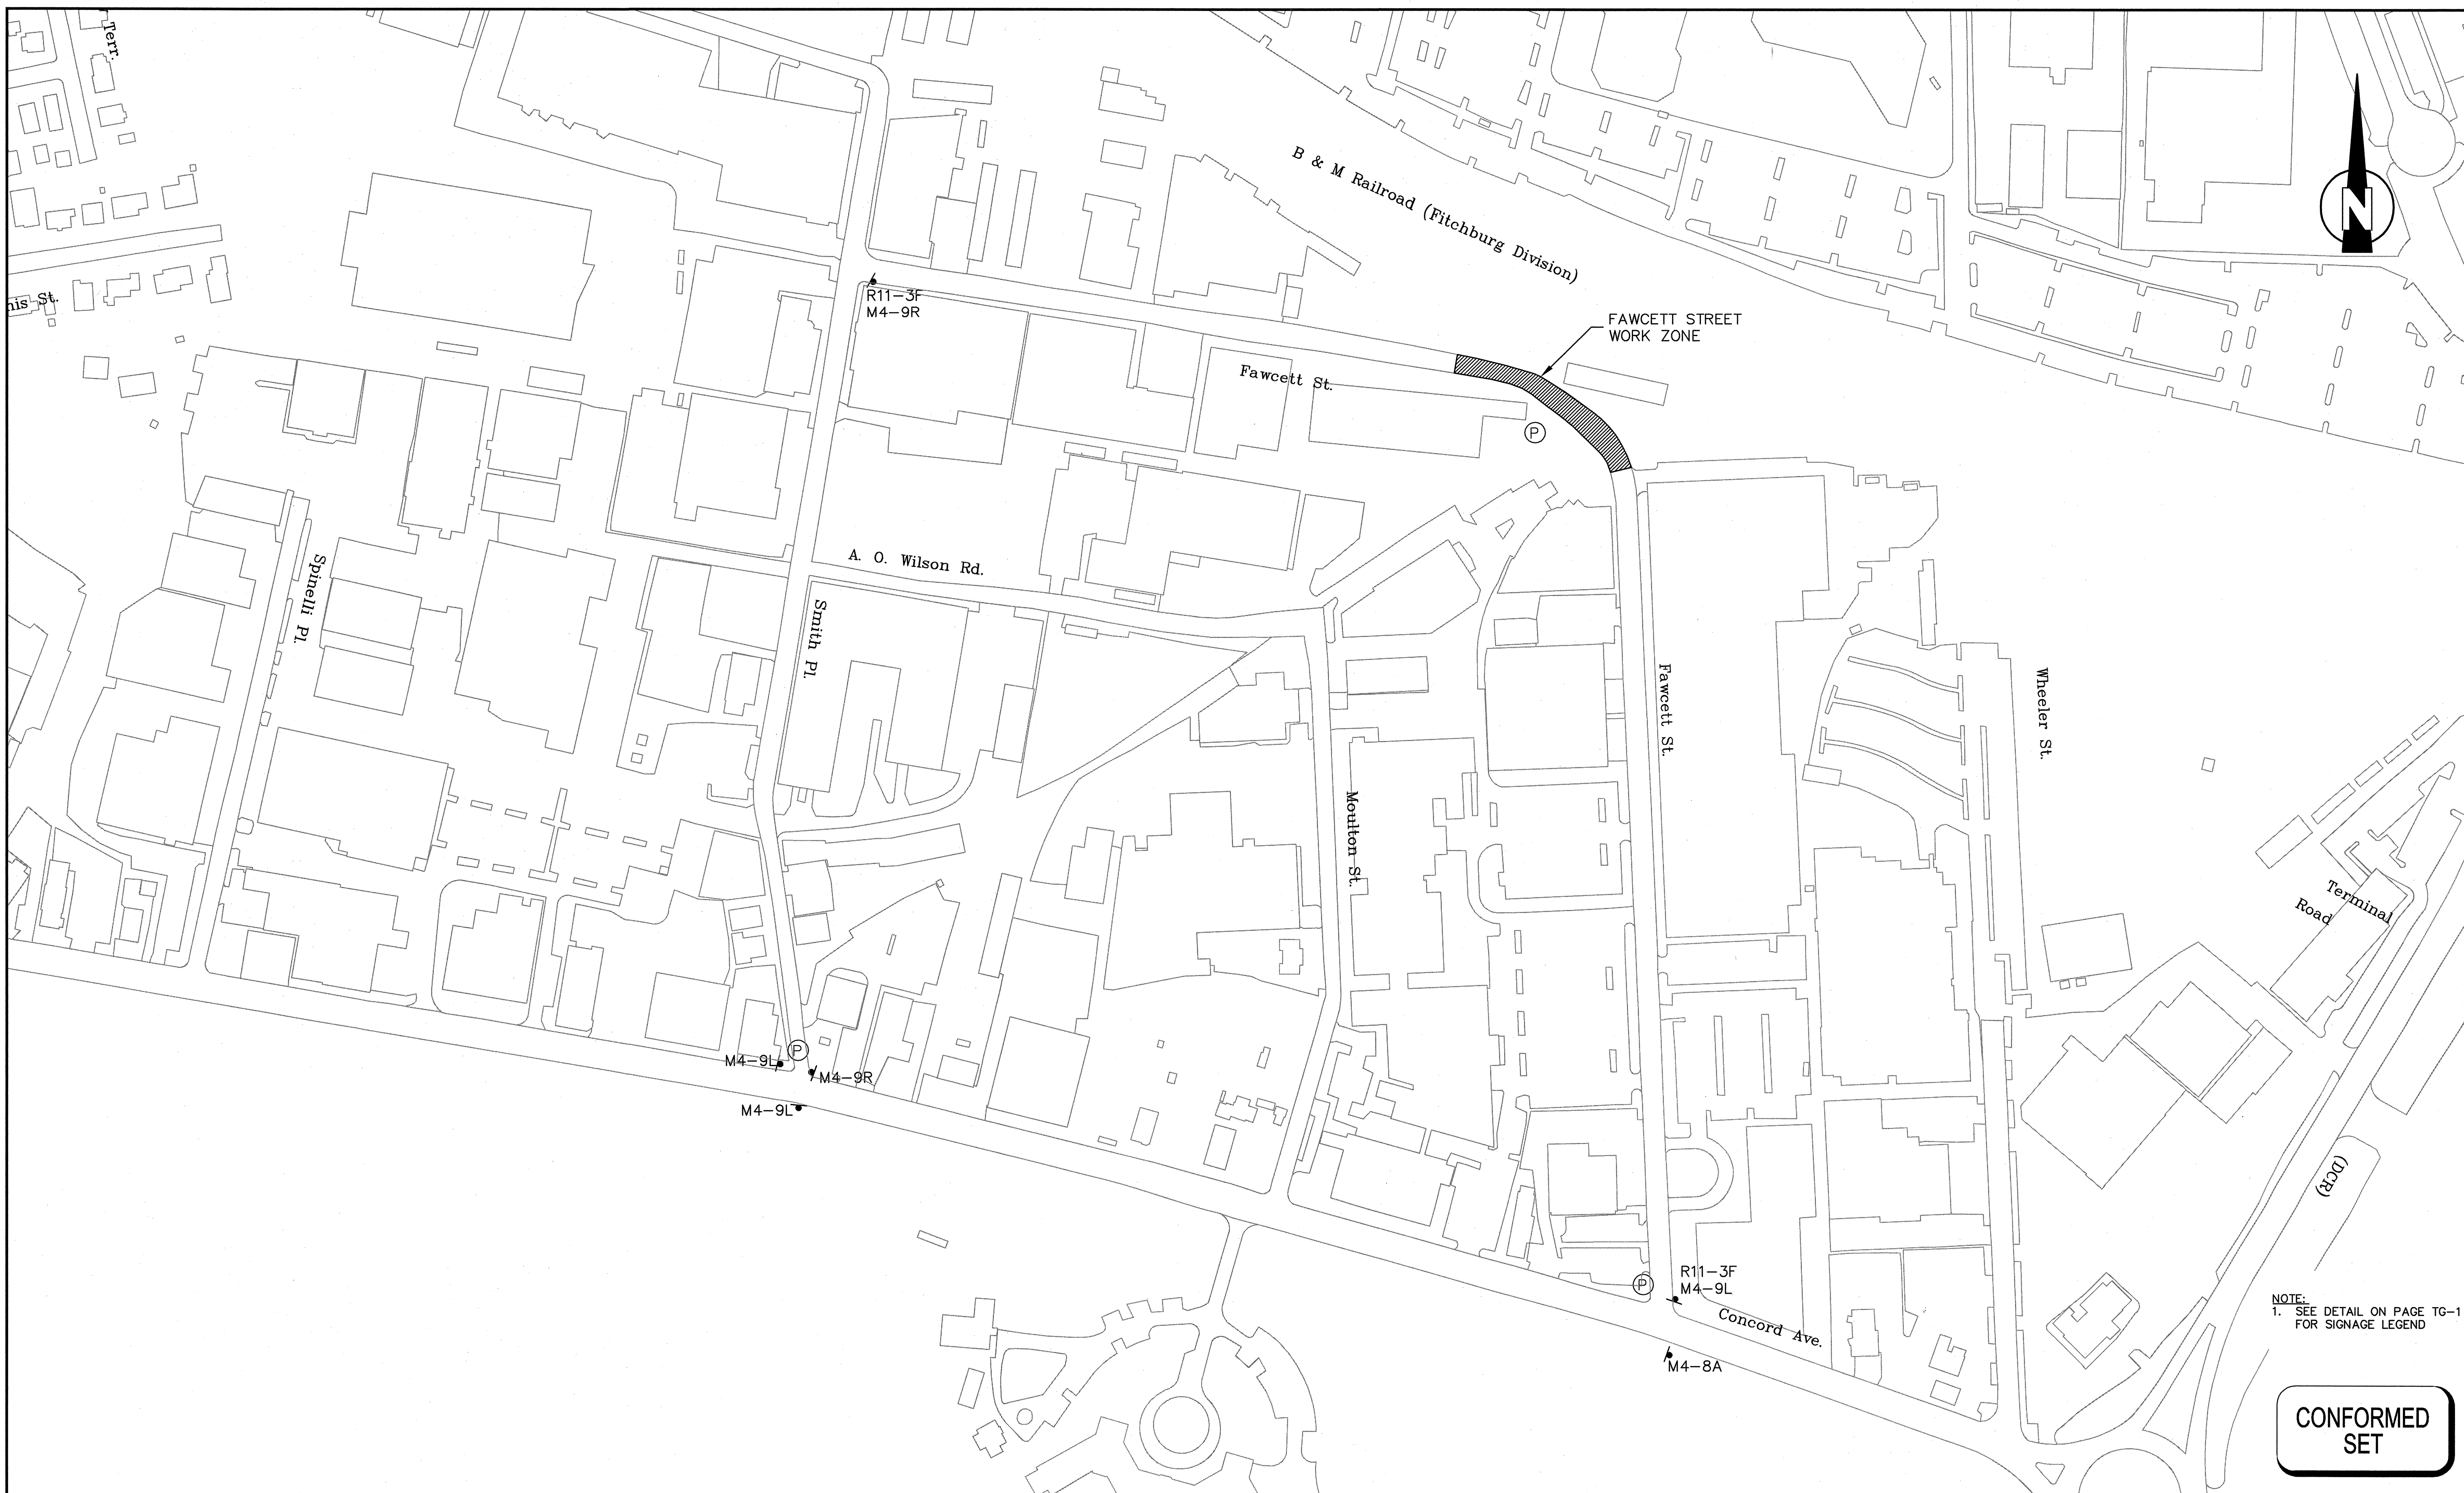 Terr.
N
B & M Railroad (Fitchburg Division)
nis St.
R11-3F
M4-9R
FAWCETT STREET
WORK ZONE
Fawcett St.
P
A. O. Wilson Rd.
Spinelli Pl.
Smith Pl.
Fawcett St.
Wheeler St.
Moulton St.
Terminal
Road
M4-9L
P
M4-9R
M4-9L
(DCR)
P
R11-3F
M4-9L
Concord Ave.
M4-8A
NOTE:
1. SEE DETAIL ON PAGE TG-1
FOR SIGNAGE LEGEND
CONFORMED
SET